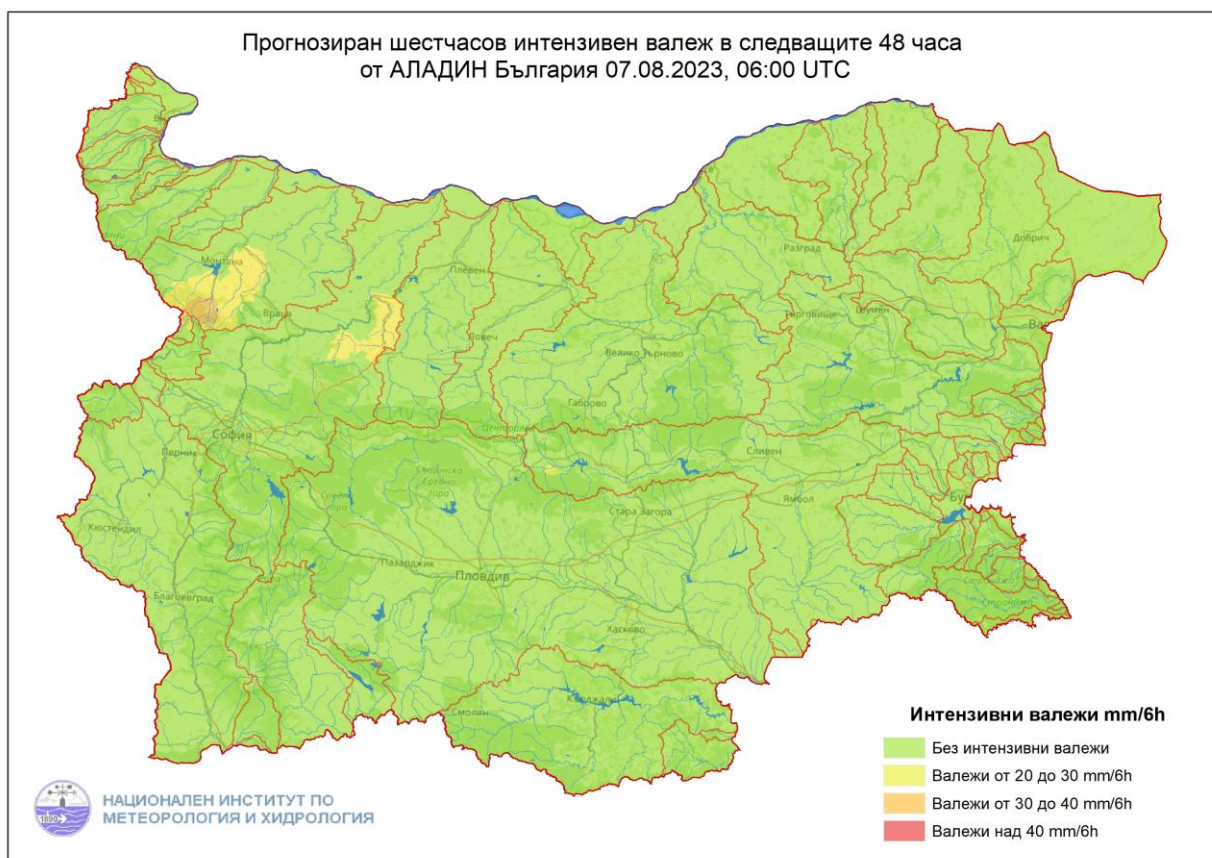 Прогнозиран шестчасов интензивен валеж в следващите 48 часа
от АЛАДИН България 07.08.2023, 06:00 UTC
Монтана
Враца
Плевен
Ловеч
Разград
Добрич
Търговище
Шумен
Велико Търново
Габрово
София
Перник
Сливен
Ямбол
Стара Загора
Кюстендил
Пазарджик
Пловдив
Благоевград
Хасково
Кърджали
Смолян
Интензивни валежи mm/6h
Без интензивни валежи
Валежи от 20 до 30 mm/6h
Валежи от 30 до 40 mm/6h
Валежи над 40 mm/6h
1890
НАЦИОНАЛЕН ИНСТИТУТ ПО
МЕТЕОРОЛОГИЯ И ХИДРОЛОГИЯ